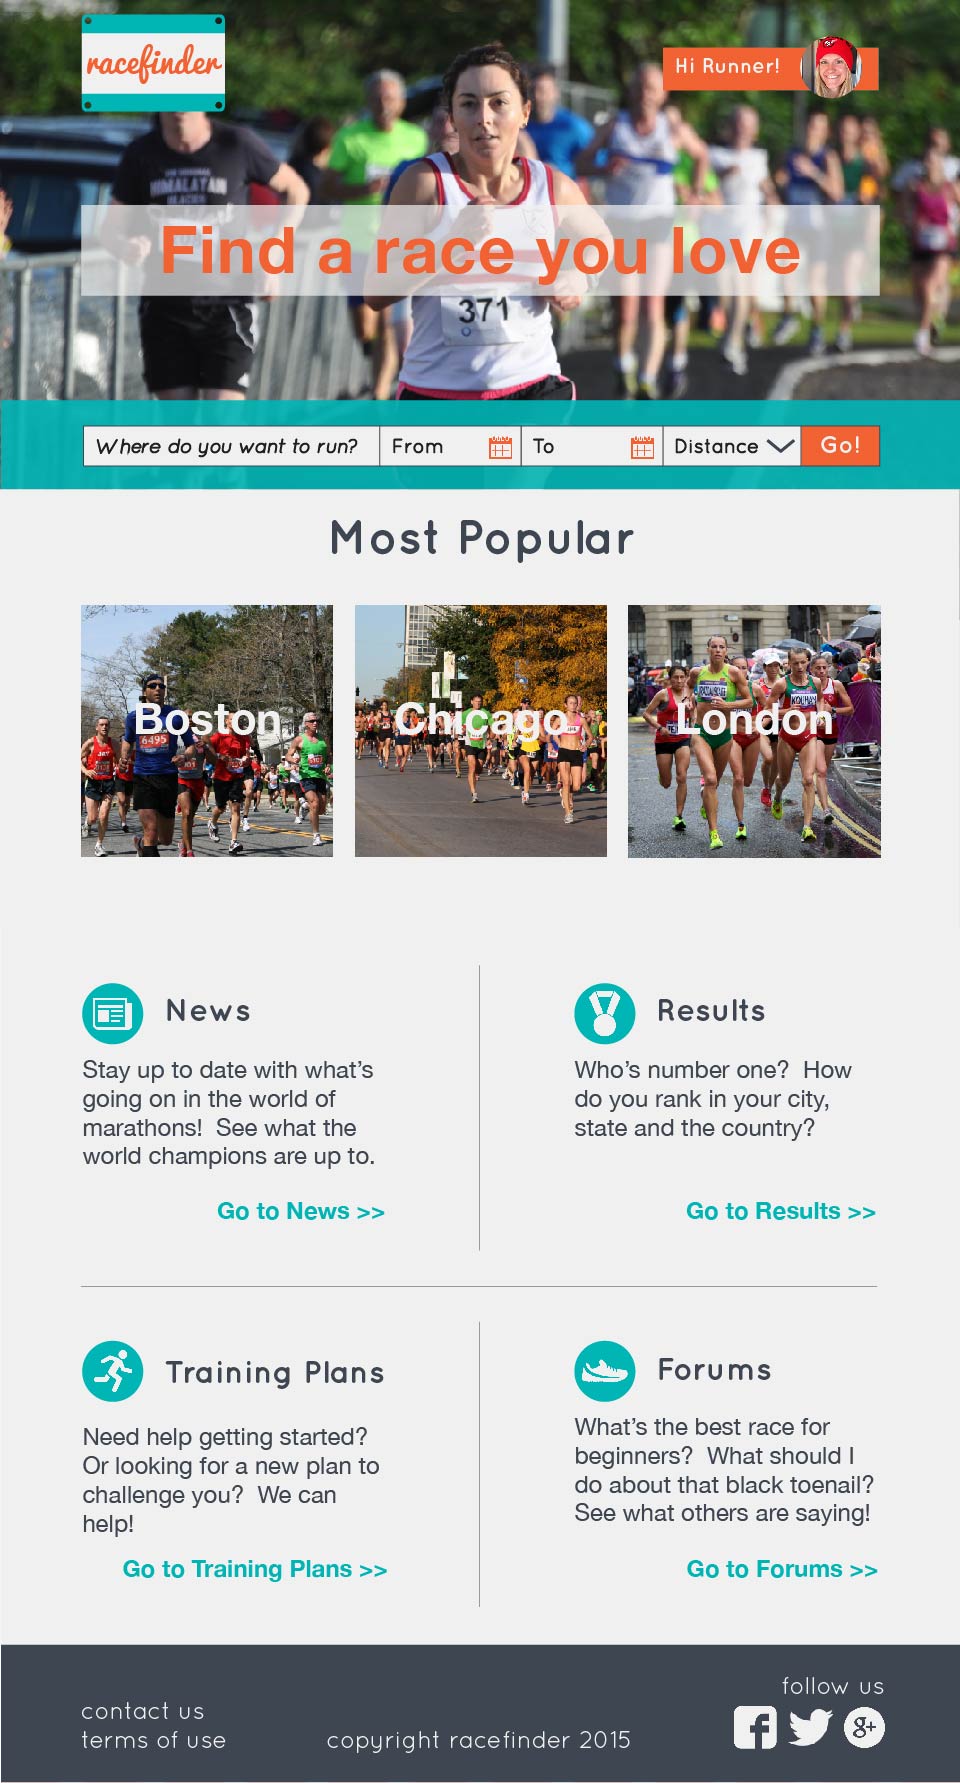 racefinder
Hi Runner!
HIMALAYAN
Find a race you love
371
Where do you want to run? From To Distance Go!
Most Popular
Boston
6495
Chicago
London
News
Stay up to date with what's
going on in the world of
marathons!  See what the
world champions are up to.
Go to News >>
Results
Who's number one?  How
do you rank in your city,
state and the country?
Go to Results >>
Training Plans
Need help getting started?
Or looking for a new plan to
challenge you?  We can
help!
Go to Training Plans >>
Forums
What's the best race for
beginners?  What should I
do about that black toenail?
See what others are saying!
Go to Forums >>
contact us
terms of use
copyright racefinder 2015
follow us
g+